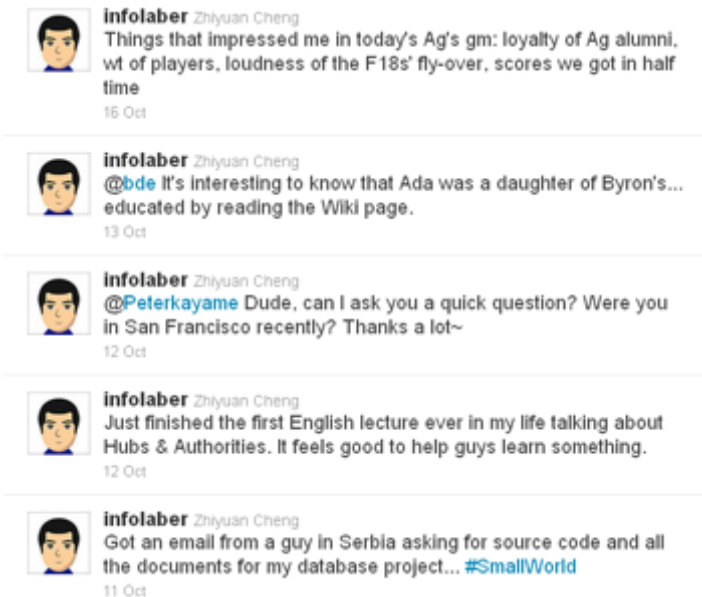 infolaber Zhiyuan Cheng
Things that impressed me in today's Ag's gm: loyalty of Ag alumni,
wt of players, loudness of the F18s' fly-over, scores we got in half
time
16 Oct
infolaber Zhiyuan Cheng
@bde It's interesting to know that Ada was a daughter of Byron's...
educated by reading the Wiki page.
13 Oct
infolaber Zhiyuan Cheng
@Peterkayame Dude, can I ask you a quick question? Were you
in San Francisco recently? Thanks a lot~
12 Oct
infolaber Zhiyuan Cheng
Just finished the first English lecture ever in my life talking about
Hubs & Authorities. It feels good to help guys learn something.
12 Oct
infolaber Zhiyuan Cheng
Got an email from a guy in Serbia asking for source code and all
the documents for my database project... #SmallWorld
11 Oct